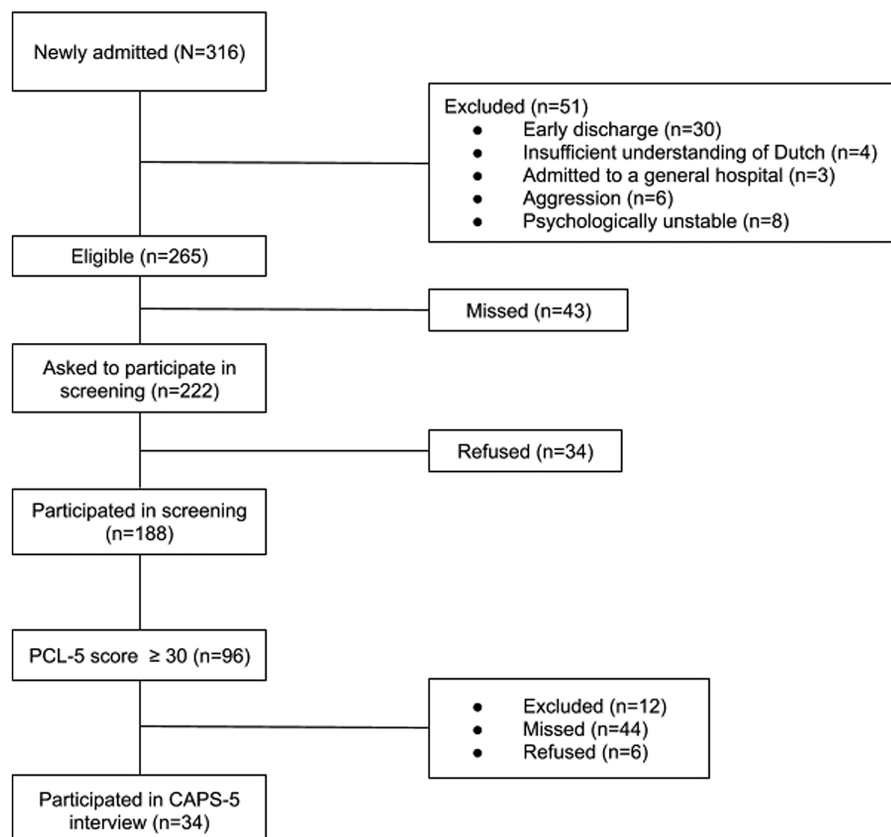 Newly admitted (N=316)
Excluded (n=51)
● Early discharge (n=30)
● Insufficient understanding of Dutch (n=4)
● Admitted to a general hospital (n=3)
● Aggression (n=6)
● Psychologically unstable (n=8)
Eligible (n=265)
Missed (n=43)
Asked to participate in
screening (n=222)
Refused (n=34)
Participated in screening
(n=188)
PCL-5 score ≥ 30 (n=96)
● Excluded (n=12)
● Missed (n=44)
● Refused (n=6)
Participated in CAPS-5
interview (n=34)